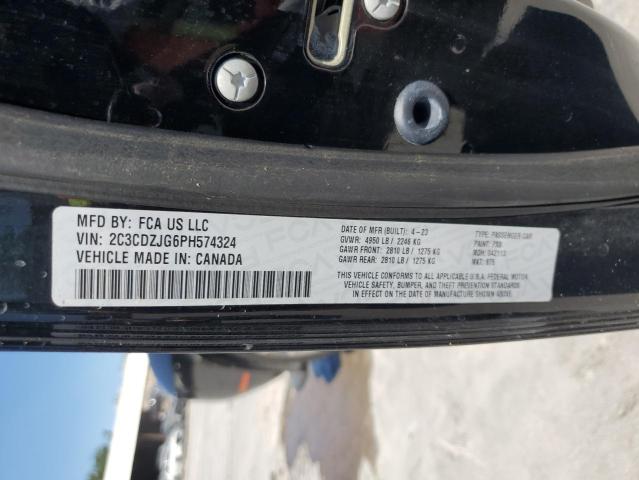 MFD BY: FCA US LLC
VIN: 2C3CDZJG6PH574324
VEHICLE MADE IN: CANADA
DATE OF MFR (BUILT): 4-23
GVWR: 4950 LB / 2246 KG
GAWR FRONT: 2810 LB / 1275 KG
GAWR REAR: 2810 LB / 1275 KG
TYPE: PASSENGER CAR
PAINT:
MDH: 042113
VEHICLE CONFORMS TO ALL APPLICABLE U.S.A. FEDERAL MOTOR
VEHICLE SAFETY, BUMPER, AND THEFT PREVENTION STANDARDS
IN EFFECT ON THE DATE OF MANUFACTURE SHOWN ABOVE.